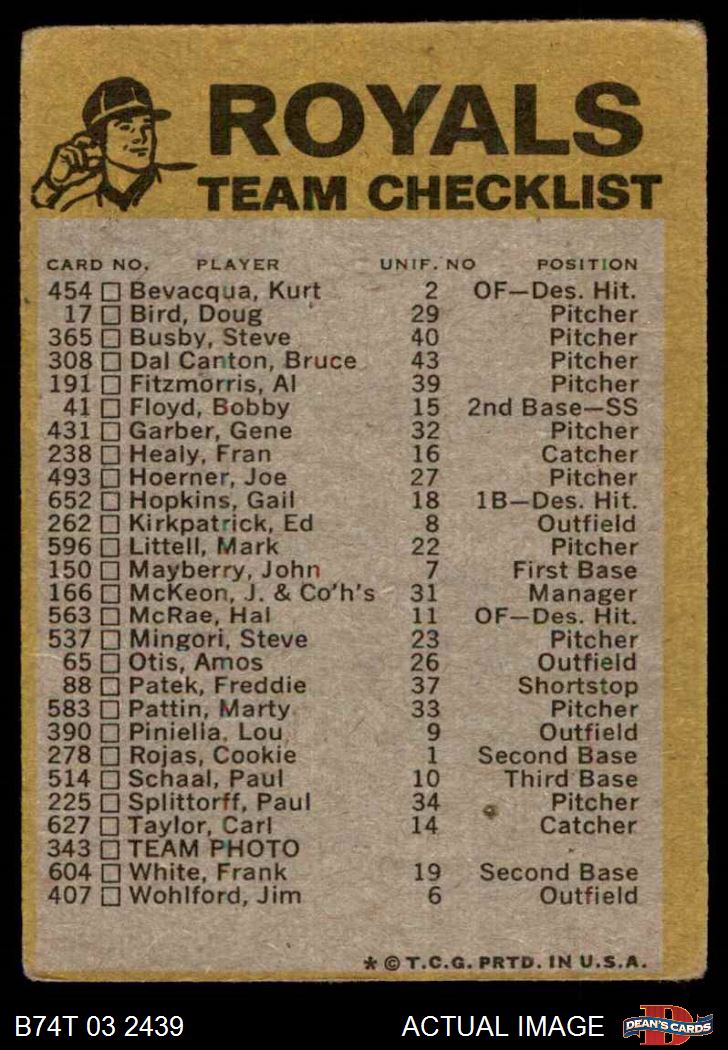 ROYALS
TEAM CHECKLIST
CARD NO. PLAYER UNIF. NO POSITION
454 Bevacqua, Kurt 2 OF—Des. Hit.
17 Bird, Doug 29 Pitcher
365 Busby, Steve 40 Pitcher
308 Dal Canton, Bruce 43 Pitcher
191 Fitzmorris, Al 39 Pitcher
41 Floyd, Bobby 15 2nd Base—SS
431 Garber, Gene 32 Pitcher
238 Healy, Fran 16 Catcher
493 Hoerner, Joe 27 Pitcher
652 Hopkins, Gail 18 1B—Des. Hit.
262 Kirkpatrick, Ed 8 Outfield
596 Littell, Mark 22 Pitcher
150 Mayberry, John 7 First Base
166 McKeon, J. & Co'h's 31 Manager
563 McRae, Hal 11 OF—Des. Hit.
537 Mingori, Steve 23 Pitcher
65 Otis, Amos 26 Outfield
88 Patek, Freddie 37 Shortstop
583 Pattin, Marty 33 Pitcher
390 Piniella, Lou 9 Outfield
278 Rojas, Cookie 1 Second Base
514 Schaal, Paul 10 Third Base
225 Splittorff, Paul 34 Pitcher
627 Taylor, Carl 14 Catcher
343 TEAM PHOTO
604 White, Frank 19 Second Base
407 Wohlford, Jim 6 Outfield
* © T.C.G. PRTD. IN U.S.A.
B74T 03 2439 ACTUAL IMAGE D DEAN'S CARDS